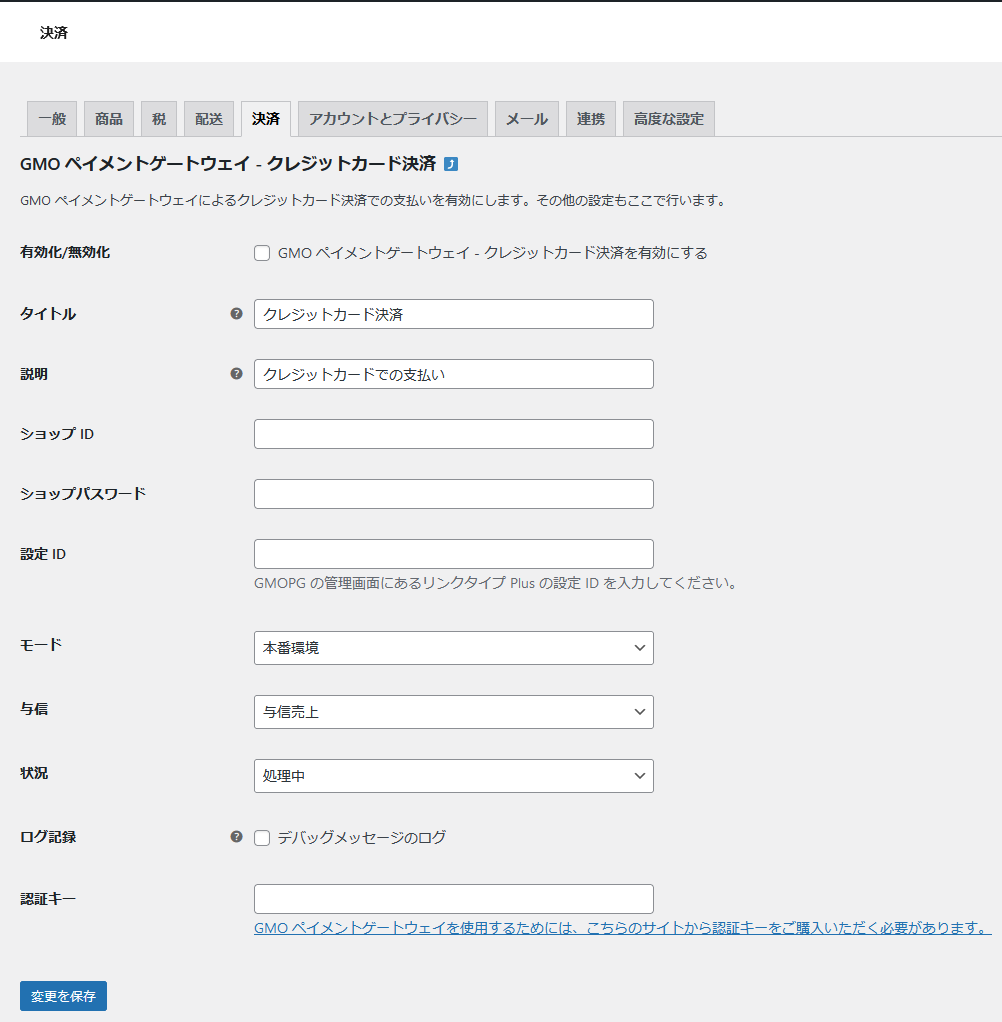 決済
一般 商品 税 配送 決済 アカウントとプライバシー メール 連携 高度な設定
GMO ペイメントゲートウェイ - クレジットカード決済 ⤴
GMO ペイメントゲートウェイによるクレジットカード決済での支払いを有効にします。その他の設定もここで行います。
有効化/無効化 GMO ペイメントゲートウェイ - クレジットカード決済を有効にする
タイトル ? クレジットカード決済
説明 ? クレジットカードでの支払い
ショップ ID
ショップパスワード
設定 ID
GMOPG の管理画面にあるリンクタイプ Plus の設定 ID を入力してください。
モード 本番環境
与信 与信売上
状況 処理中
ログ記録 ? デバッグメッセージのログ
認証キー
GMO ペイメントゲートウェイを使用するためには、こちらのサイトから認証キーをご購入いただく必要があります。
変更を保存